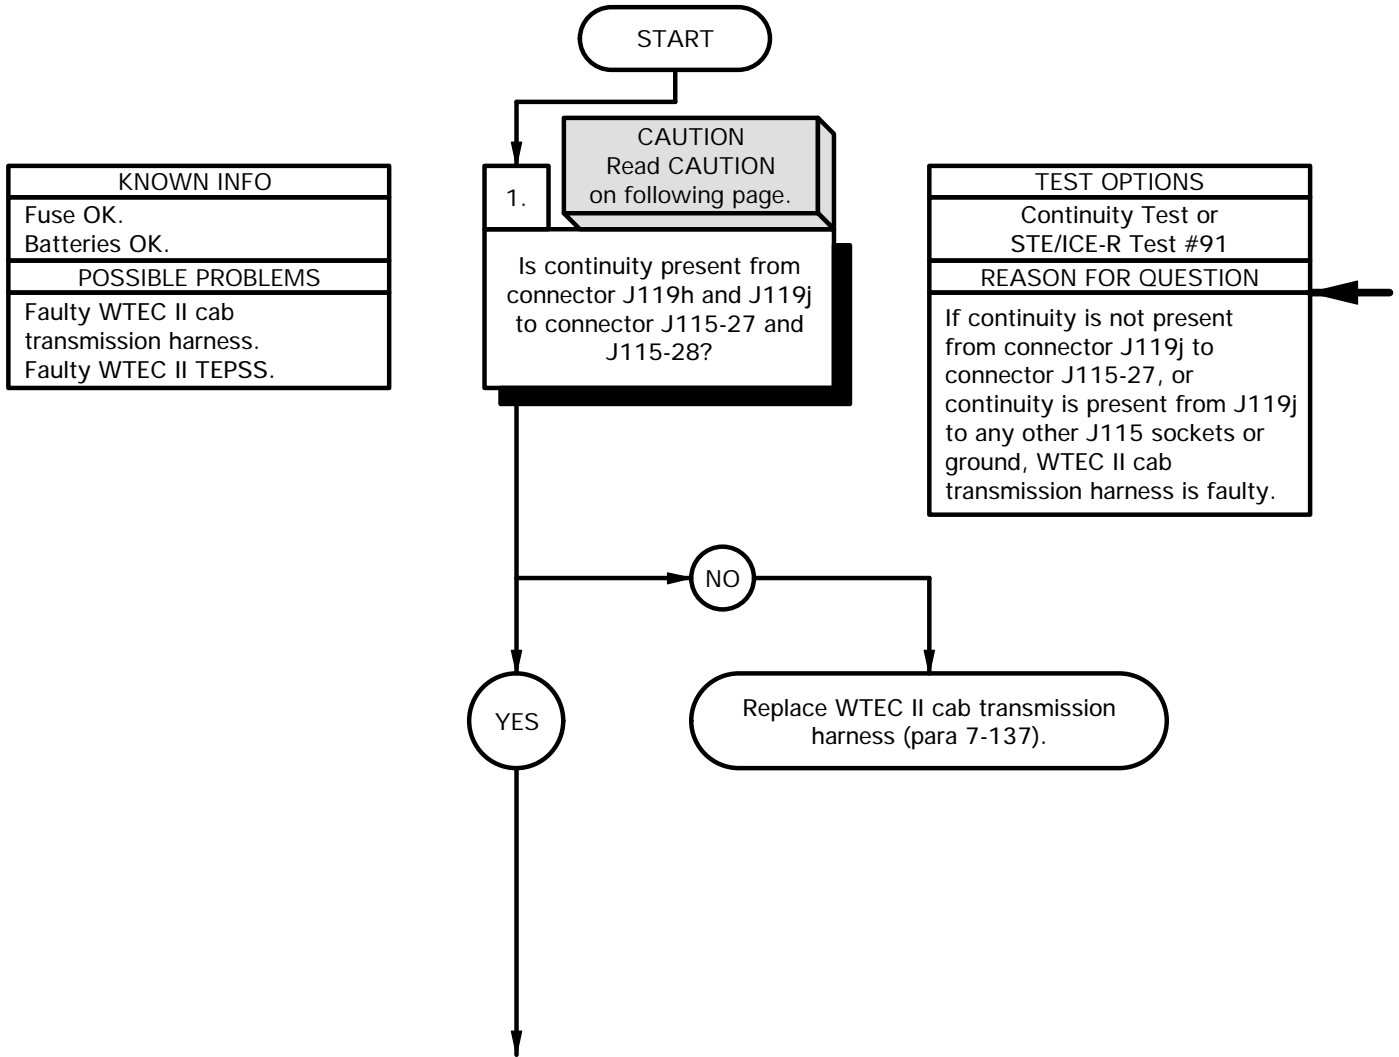 START
KNOWN INFO
Fuse OK.
Batteries OK.
POSSIBLE PROBLEMS
Faulty WTEC II cab
transmission harness.
Faulty WTEC II TEPSS.
CAUTION
Read CAUTION
on following page.
1.
Is continuity present from
connector J119h and J119j
to connector J115-27 and
J115-28?
TEST OPTIONS
Continuity Test or
STE/ICE-R Test #91
REASON FOR QUESTION
If continuity is not present
from connector J119j to
connector J115-27, or
continuity is present from J119j
to any other J115 sockets or
ground, WTEC II cab
transmission harness is faulty.
NO
YES
Replace WTEC II cab transmission
harness (para 7-137).